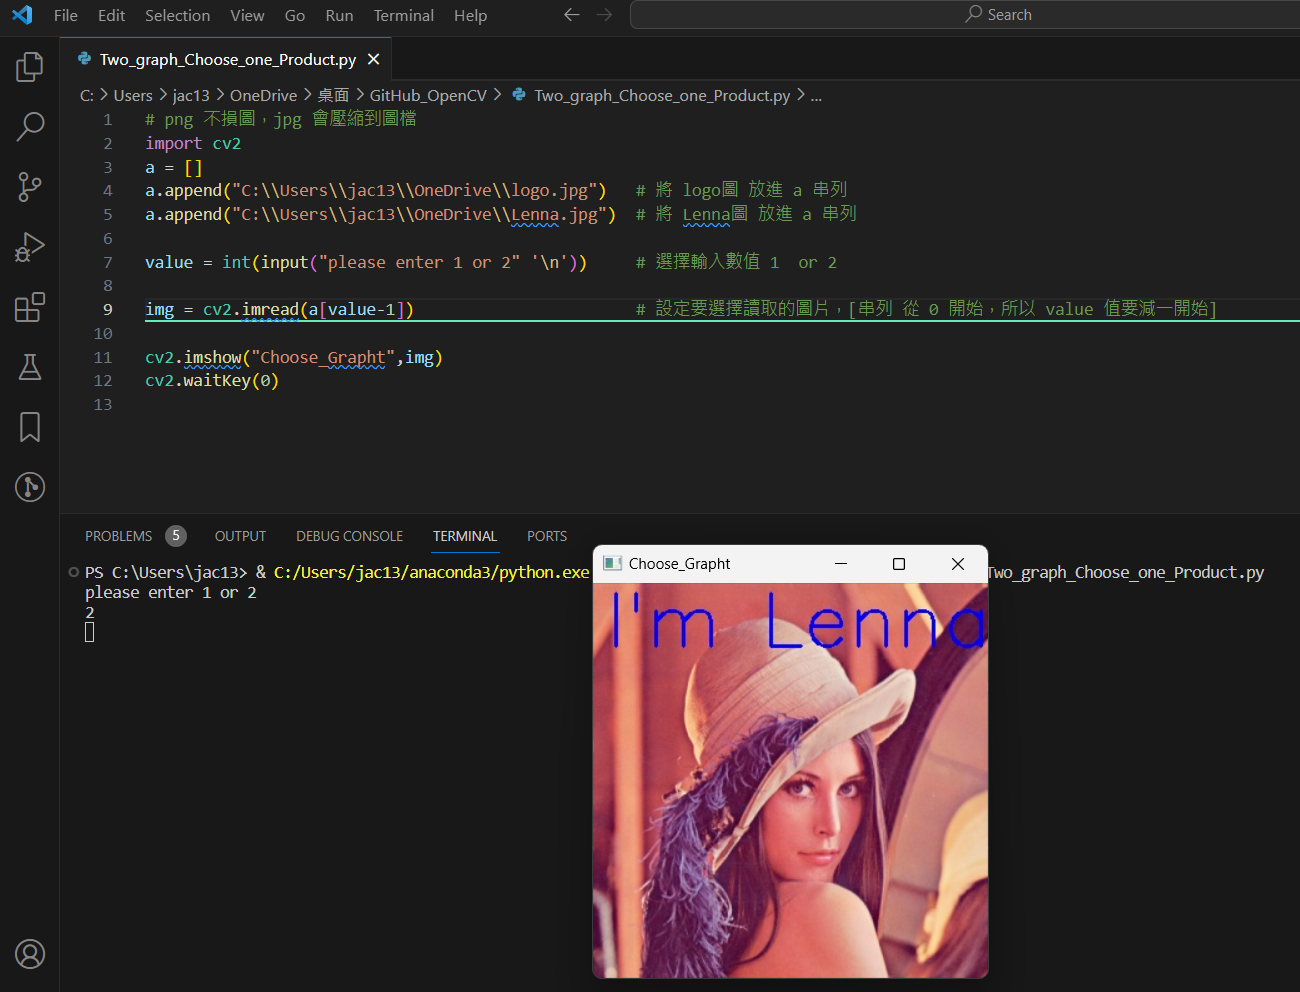 File Edit Selection View Go Run Terminal Help
Search
Two_graph_Choose_one_Product.py
C: > Users > jac13 > OneDrive > 桌面 > GitHub_OpenCV > Two_graph_Choose_one_Product.py > ...
1 # png 不損圖，jpg 會壓縮到圖檔
2 import cv2
3 a = []
4 a.append("C:\\Users\\jac13\\OneDrive\\logo.jpg") # 將 logo圖 放進 a 串列
5 a.append("C:\\Users\\jac13\\OneDrive\\Lenna.jpg") # 將 Lenna圖 放進 a 串列
6
7 value = int(input("please enter 1 or 2" '\n')) # 選擇輸入數值 1 or 2
8
9 img = cv2.imread(a[value-1]) # 設定要選擇讀取的圖片，[串列 從 0 開始，所以 value 值要減一開始]
10
11 cv2.imshow("Choose_Grapht",img)
12 cv2.waitKey(0)
13
PROBLEMS 5 OUTPUT DEBUG CONSOLE TERMINAL PORTS
PS C:\Users\jac13> & C:/Users/jac13/anaconda3/python.exe
Two_graph_Choose_one_Product.py
please enter 1 or 2
2
Choose_Grapht
I'm Lenna